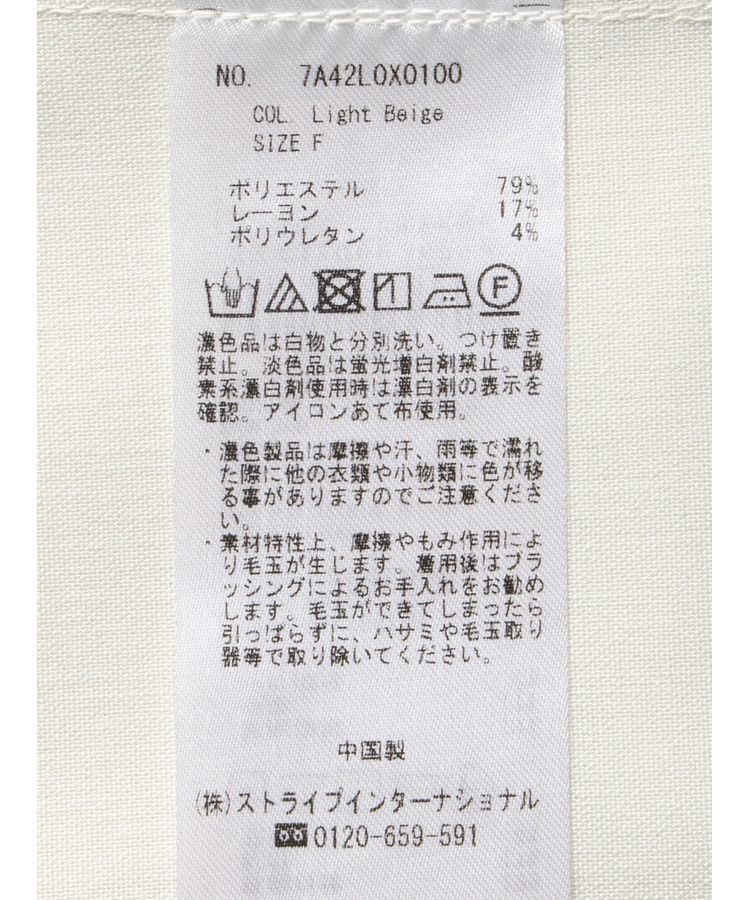 NO. 7A42L0X0100
COL. Light Beige
SIZE F
ポリエステル 79%
レーヨン 17%
ポリウレタン 4%
F
濃色品は白物と分別洗い。つけ置き
禁止。淡色品は蛍光増白剤禁止。酸
素系漂白剤使用時は漂白剤の表示を
確認。アイロンあて布使用。
・濃色製品は摩擦や汗、雨等で濡れ
た際に他の衣類や小物類に色が移
る事がありますのでご注意くださ
い。
・素材特性上、摩擦やもみ作用によ
り毛玉が生じます。着用後はブラ
ッシングによるお手入れをお勧め
します。毛玉ができてしまったら
引っぱらずに、ハサミや毛玉取り
器等で取り除いてください。
中国製
(株)ストライプインターナショナル
0120-659-591